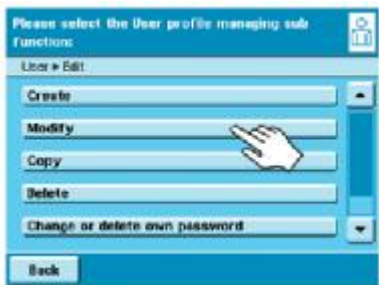 Please select the User profile managing sub
function:
User ▸ Edit
Create
Modify
Copy
Delete
Change or delete own password
Back